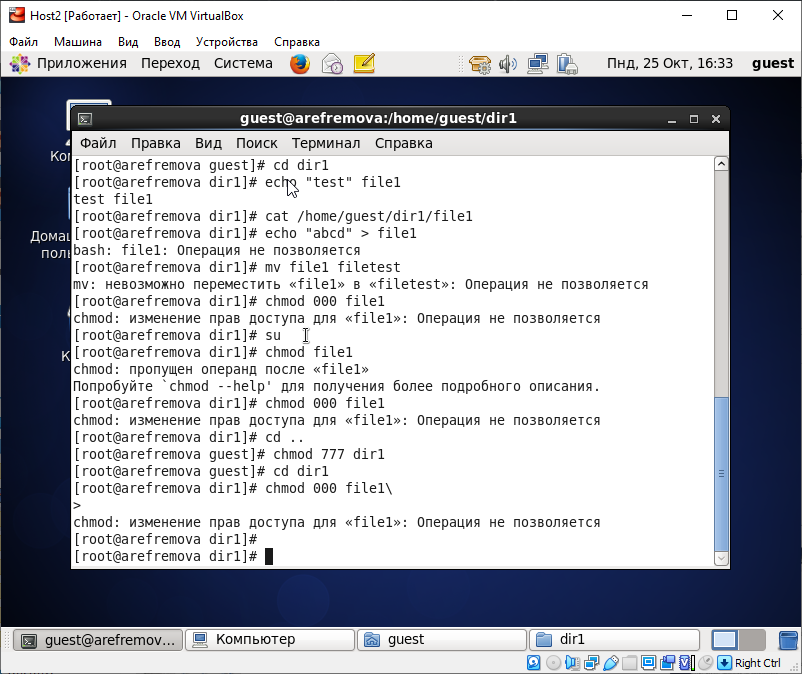 Host2 [Работает] - Oracle VM VirtualBox
Файл Машина Вид Ввод Устройства Справка
Приложения Переход Система Пнд, 25 Окт, 16:33 guest
guest@arefremova:/home/guest/dir1
Файл Правка Вид Поиск Терминал Справка
[root@arefremova guest]# cd dir1
[root@arefremova dir1]# echo "test" file1
test file1
[root@arefremova dir1]# cat /home/guest/dir1/file1
[root@arefremova dir1]# echo "abcd" > file1
bash: file1: Операция не позволяется
[root@arefremova dir1]# mv file1 filetest
mv: невозможно переместить «file1» в «filetest»: Операция не позволяется
[root@arefremova dir1]# chmod 000 file1
chmod: изменение прав доступа для «file1»: Операция не позволяется
[root@arefremova dir1]# su
[root@arefremova dir1]# chmod file1
chmod: пропущен операнд после «file1»
Попробуйте `chmod --help' для получения более подробного описания.
[root@arefremova dir1]# chmod 000 file1
chmod: изменение прав доступа для «file1»: Операция не позволяется
[root@arefremova dir1]# cd ..
[root@arefremova guest]# chmod 777 dir1
[root@arefremova guest]# cd dir1
[root@arefremova dir1]# chmod 000 file1\
>
chmod: изменение прав доступа для «file1»: Операция не позволяется
[root@arefremova dir1]#
[root@arefremova dir1]#
guest@arefremov... Компьютер guest dir1
Right Ctrl